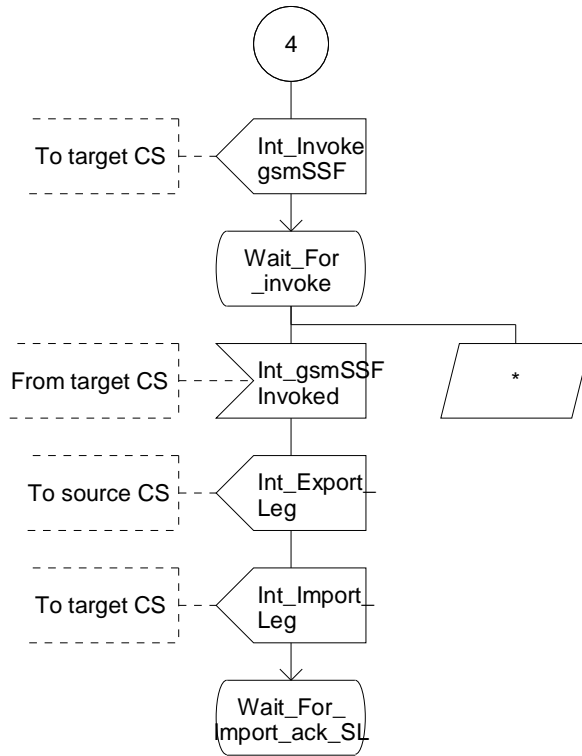 4
To target CS
Int_Invoke
gsmSSF
Wait_For
_invoke
From target CS
Int_gsmSSF
Invoked
*
To source CS
Int_Export_
Leg
To target CS
Int_Import_
Leg
Wait_For_
Import_ack_SL